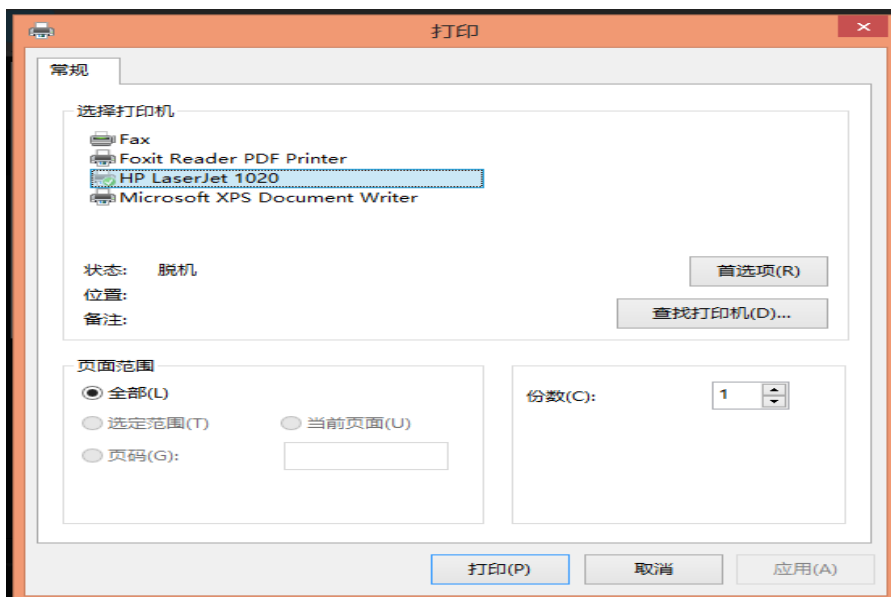 打印
常规
选择打印机
Fax
Foxit Reader PDF Printer
HP LaserJet 1020
Microsoft XPS Document Writer
状态: 脱机
首选项(R)
位置:
查找打印机(D)...
备注:
页面范围
全部(L)
选定范围(T) 当前页面(U)
页码(G):
份数(C): 1
打印(P) 取消 应用(A)